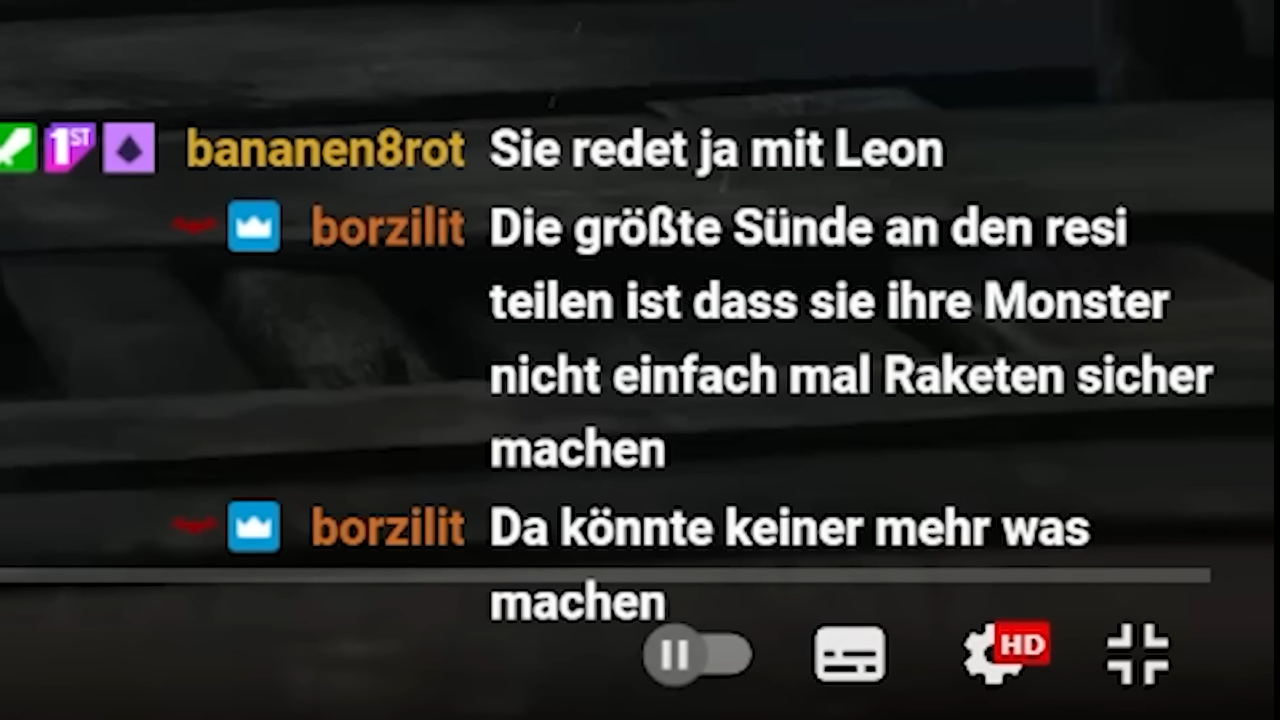 1ST bananen8rot Sie redet ja mit Leon
borzilit Die größte Sünde an den resi
teilen ist dass sie ihre Monster
nicht einfach mal Raketen sicher
machen
borzilit Da könnte keiner mehr was
machen
HD